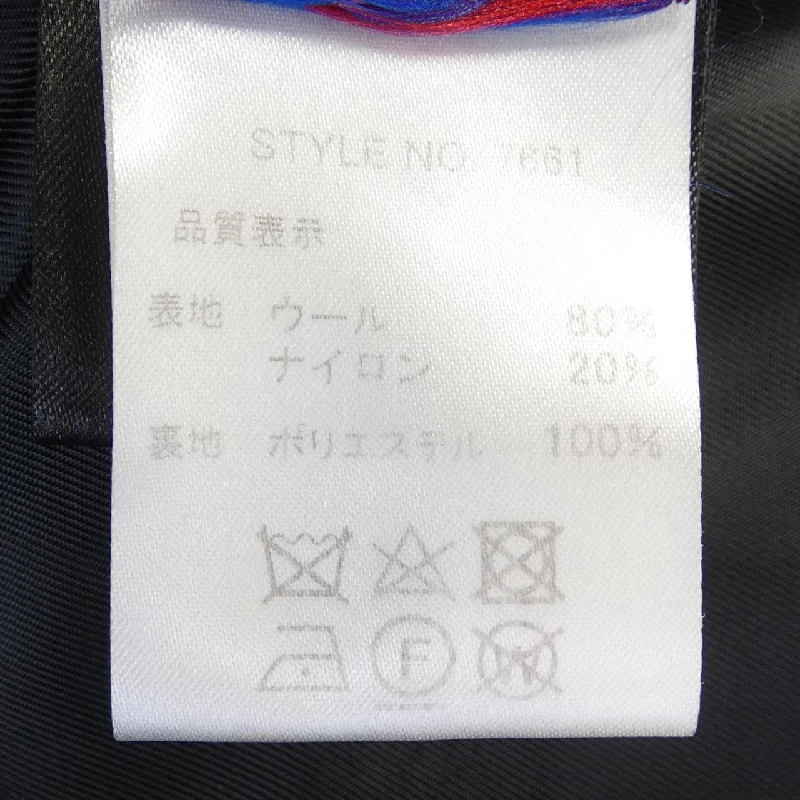 STYLE NO. 7661
品質表示
表地 ウール 80%
ナイロン 20%
裏地 ポリエステル 100%
F W